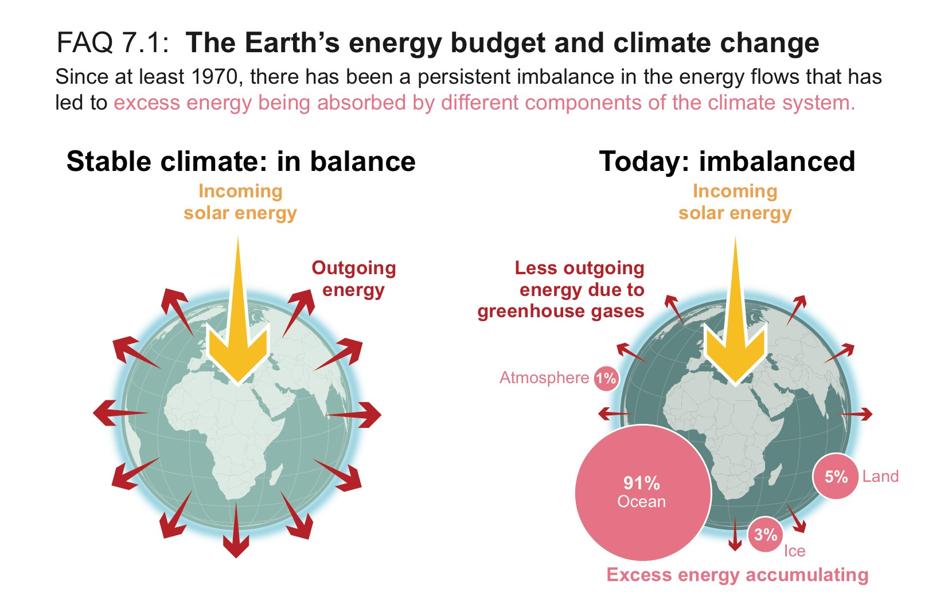 FAQ 7.1: The Earth's energy budget and climate change
Since at least 1970, there has been a persistent imbalance in the energy flows that has
led to excess energy being absorbed by different components of the climate system.
Stable climate: in balance
Incoming
solar energy
Outgoing
energy
Today: imbalanced
Incoming
solar energy
Less outgoing
energy due to
greenhouse gases
Atmosphere 1%
91%
Ocean
5% Land
3%
Ice
Excess energy accumulating